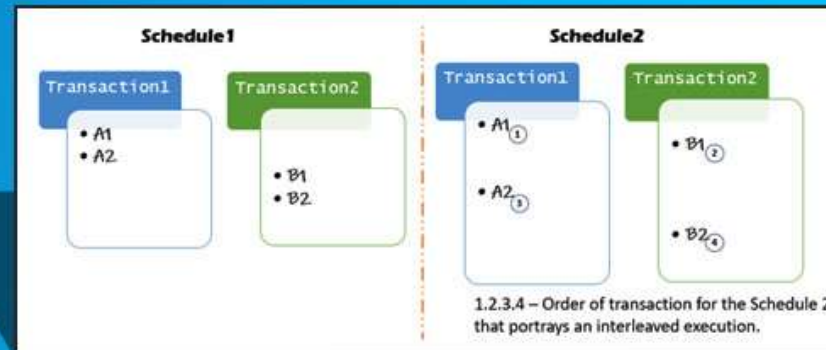 Schedule1
Transaction1
• A1
• A2
Transaction2
• B1
• B2
Schedule2
Transaction1
• A1 ①
• A2 ③
Transaction2
• B1 ②
• B2 ④
1.2.3.4 – Order of transaction for the Schedule 2
that portrays an interleaved execution.